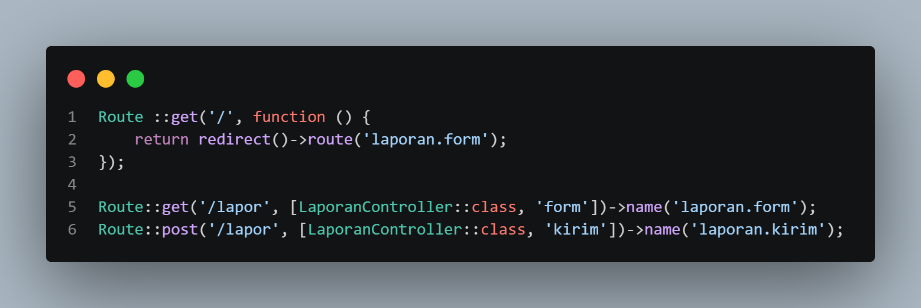 1 Route ::get('/', function () {
2     return redirect()->route('laporan.form');
3 });
4
5 Route::get('/lapor', [LaporanController::class, 'form'])->name('laporan.form');
6 Route::post('/lapor', [LaporanController::class, 'kirim'])->name('laporan.kirim');